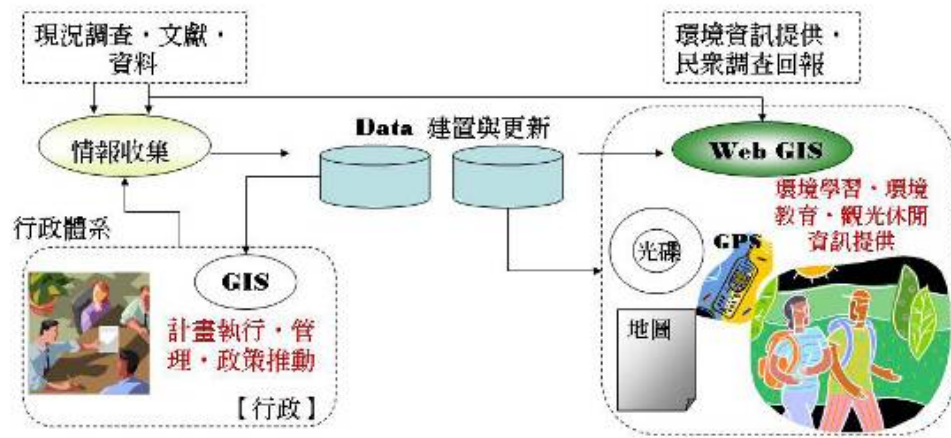 現況調查‧文獻‧
資料
環境資訊提供‧
民眾調查回報
情報收集
Data 建置與更新
Web GIS
環境學習‧環境
教育‧觀光休閒
資訊提供
行政體系
GIS
計畫執行‧管
理‧政策推動
【行政】
光碟
GPS
地圖